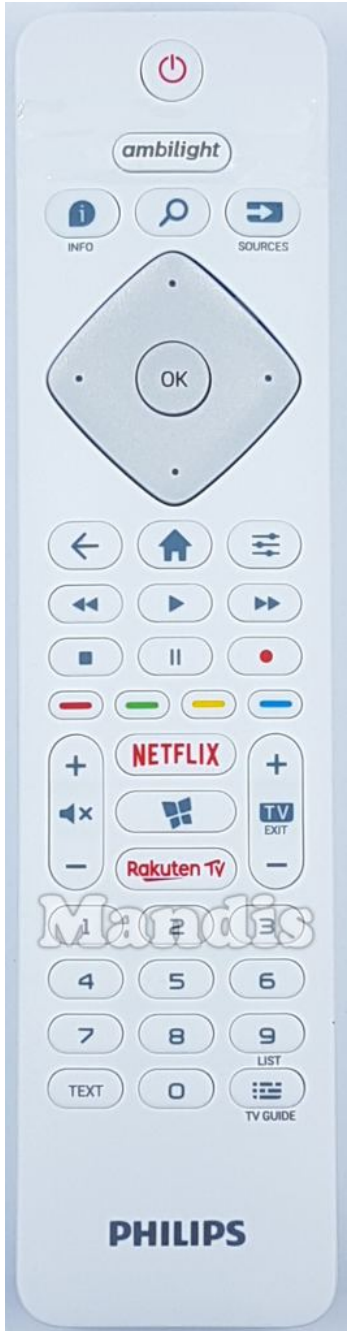 ambilight
INFO
SOURCES
OK
NETFLIX
TV
EXIT
Rakuten TV
Mandis
1 2 3
4 5 6
7 8 9
LIST
TEXT 0
TV GUIDE
PHILIPS